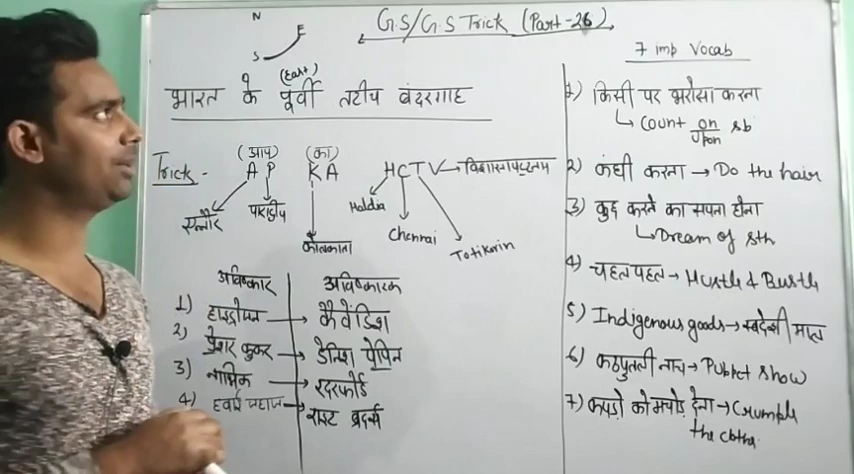 G.S/G.S Trick (Part-26)
N
E
S
(East)
भारत के पूर्वी तटीय बंदरगाह
Trick -
(आप) (का)
A P K A H C T V → विशाखापट्टनम
एन्नौर पाराद्वीप कोलकाता Haldia Chennai Totikorin
अविष्कार अविष्कारक
1) हाइड्रोजन → कैवेंडिश
2) प्रेशर कुकर → डेनिश पेपिन
3) नाभिक → रदरफोर्ड
4) हवाई जहाज → राइट ब्रदर्स
7 imp Vocab
1) किसी पर भरोसा करना
↳ Count on/upon sb
2) कंघी करना → Do the hair
3) कुछ करने का सपना होना
↳ Dream of sth
4) चहल पहल → Hustle & Bustle
5) Indigenous goods → स्वदेशी माल
6) कठपुतली नाच → Puppet show
7) कपड़ो को मचोड़ देना → Crumple
the clothe